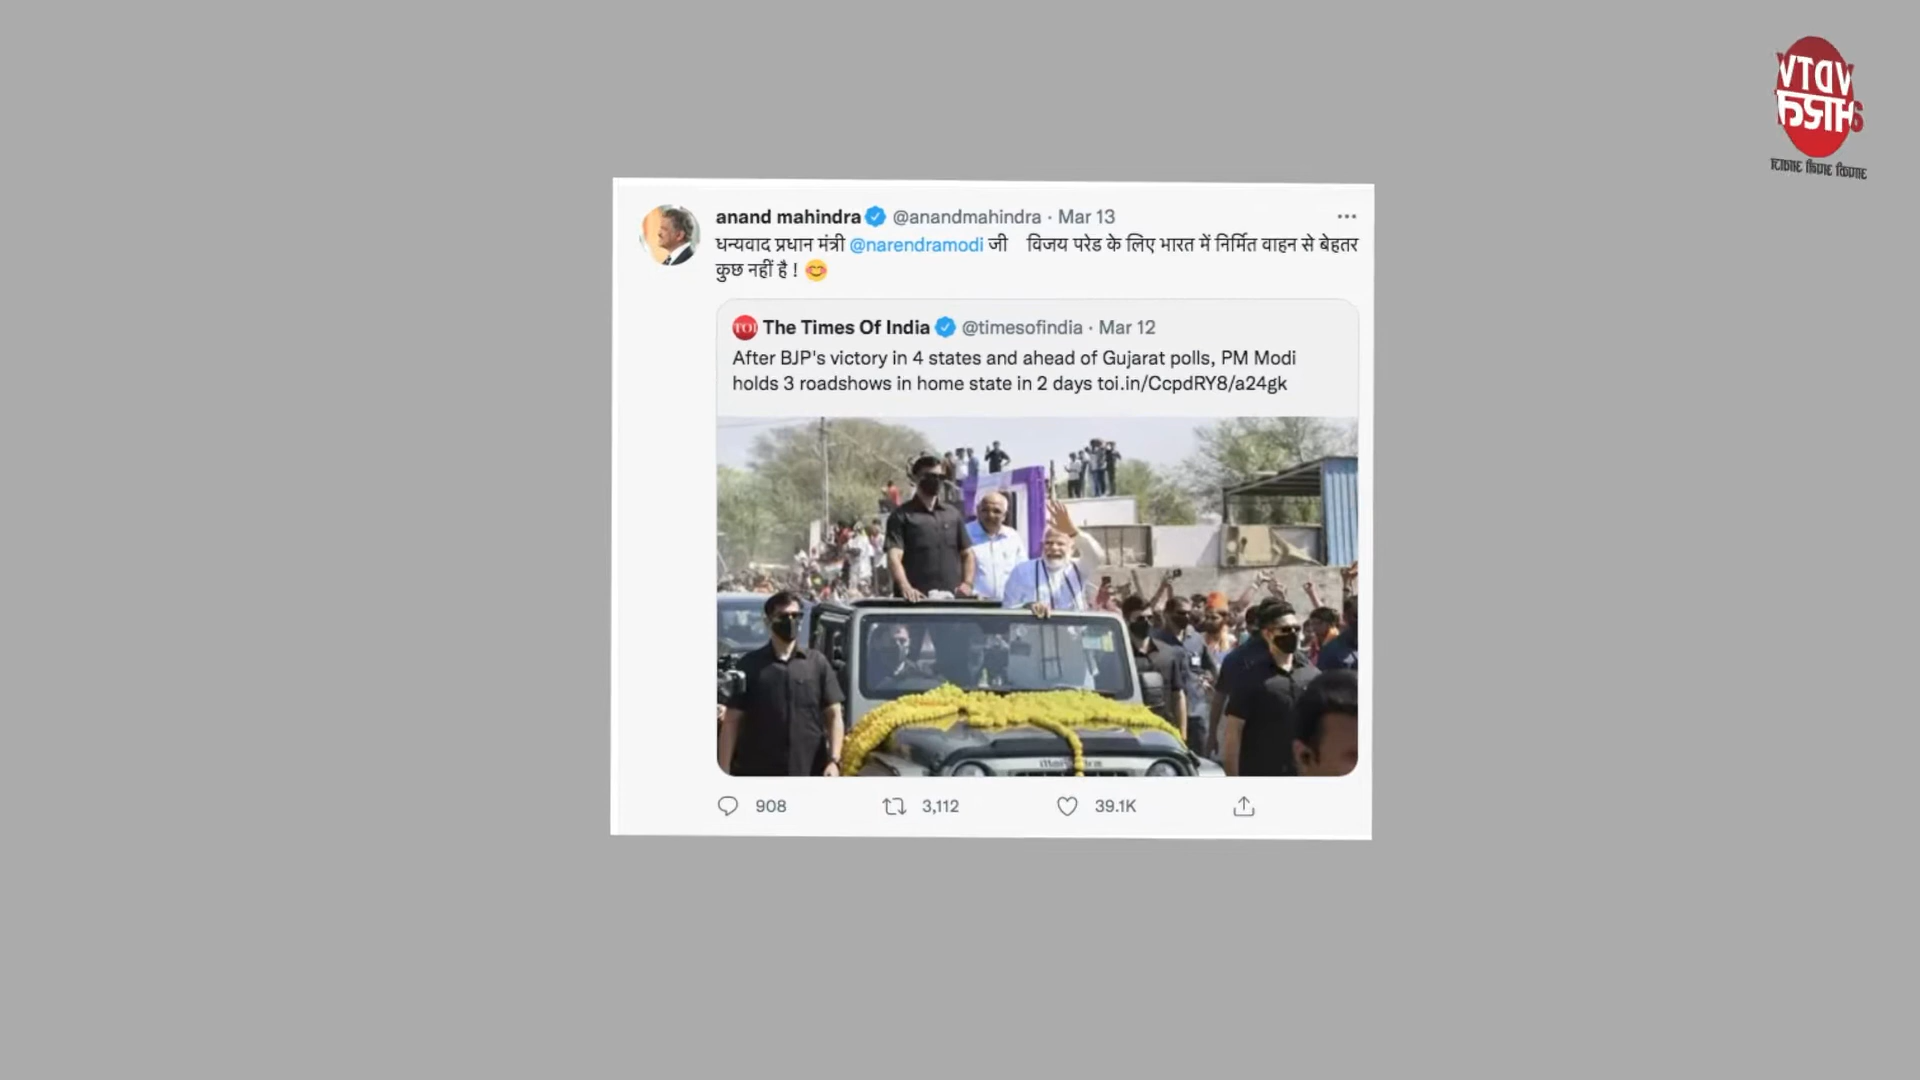 anand mahindra @anandmahindra · Mar 13
धन्यवाद प्रधान मंत्री @narendramodi जी विजय परेड के लिए भारत में निर्मित वाहन से बेहतर
कुछ नहीं है !
TOI The Times Of India @timesofindia · Mar 12
After BJP's victory in 4 states and ahead of Gujarat polls, PM Modi
holds 3 roadshows in home state in 2 days toi.in/CcpdRY8/a24gk
908 3,112 39.1K